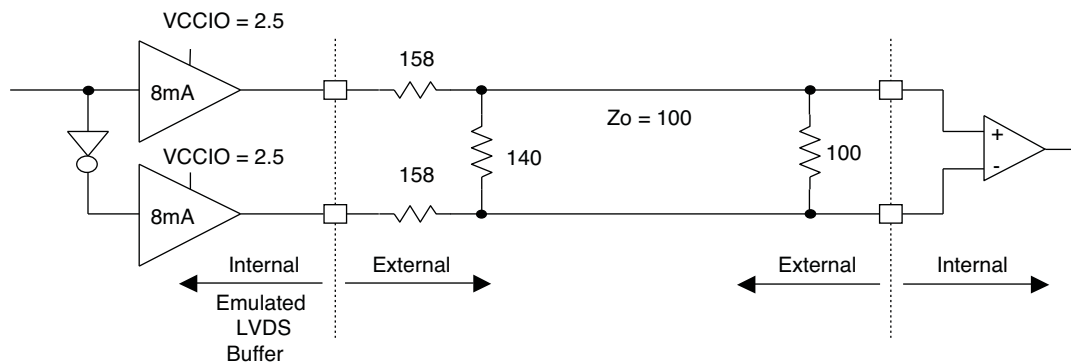 VCCIO = 2.5
8mA
158
Zo = 100
VCCIO = 2.5
8mA
158
140
100
+
-
Internal
External
External
Internal
Emulated
LVDS
Buffer